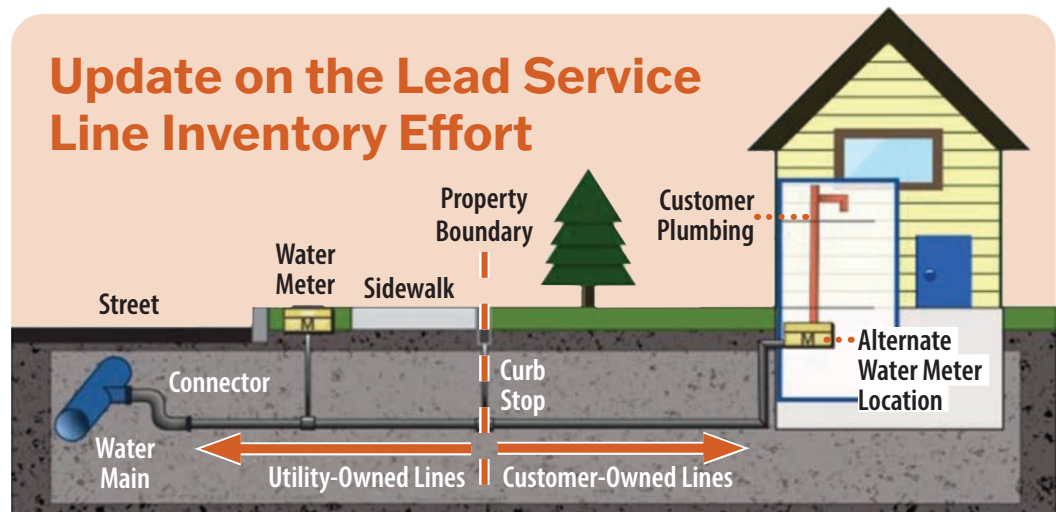 Update on the Lead Service
Line Inventory Effort
Property
Boundary
Customer
Plumbing
Water
Meter
Sidewalk
Street
M
M
Alternate
Water Meter
Location
Connector
Curb
Stop
Water
Main
Utility-Owned Lines
Customer-Owned Lines